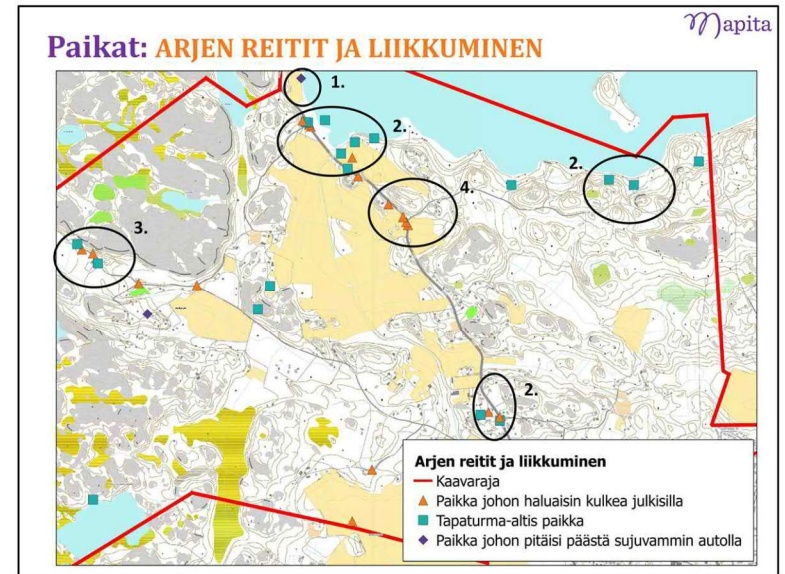 Mapita
Paikat: ARJEN REITIT JA LIIKKUMINEN
1.
2.
2.
4.
3.
2.
Arjen reitit ja liikkuminen
Kaavaraja
Paikka johon haluaisin kulkea julkisilla
Tapaturma-altis paikka
Paikka johon pitäisi päästä sujuvammin autolla